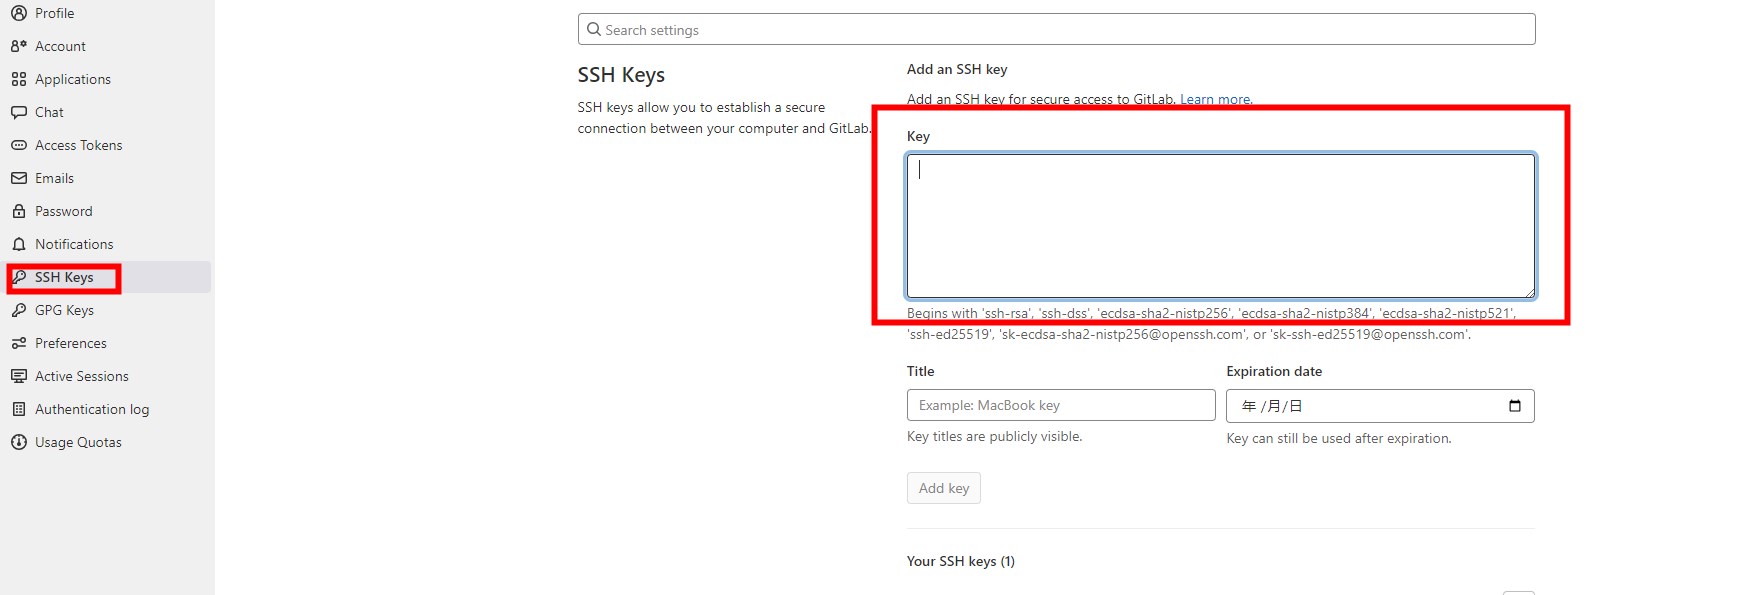 Profile
Account
Applications
Chat
Access Tokens
Emails
Password
Notifications
SSH Keys
GPG Keys
Preferences
Active Sessions
Authentication log
Usage Quotas
Search settings
SSH Keys
SSH keys allow you to establish a secure
connection between your computer and GitLab.
Add an SSH key
Add an SSH key for secure access to GitLab. Learn more.
Key
Begins with 'ssh-rsa', 'ssh-dss', 'ecdsa-sha2-nistp256', 'ecdsa-sha2-nistp384', 'ecdsa-sha2-nistp521',
'ssh-ed25519', 'sk-ecdsa-sha2-nistp256@openssh.com', or 'sk-ssh-ed25519@openssh.com'.
Title
Example: MacBook key
Key titles are publicly visible.
Expiration date
年 /月/日
Key can still be used after expiration.
Add key
Your SSH keys (1)